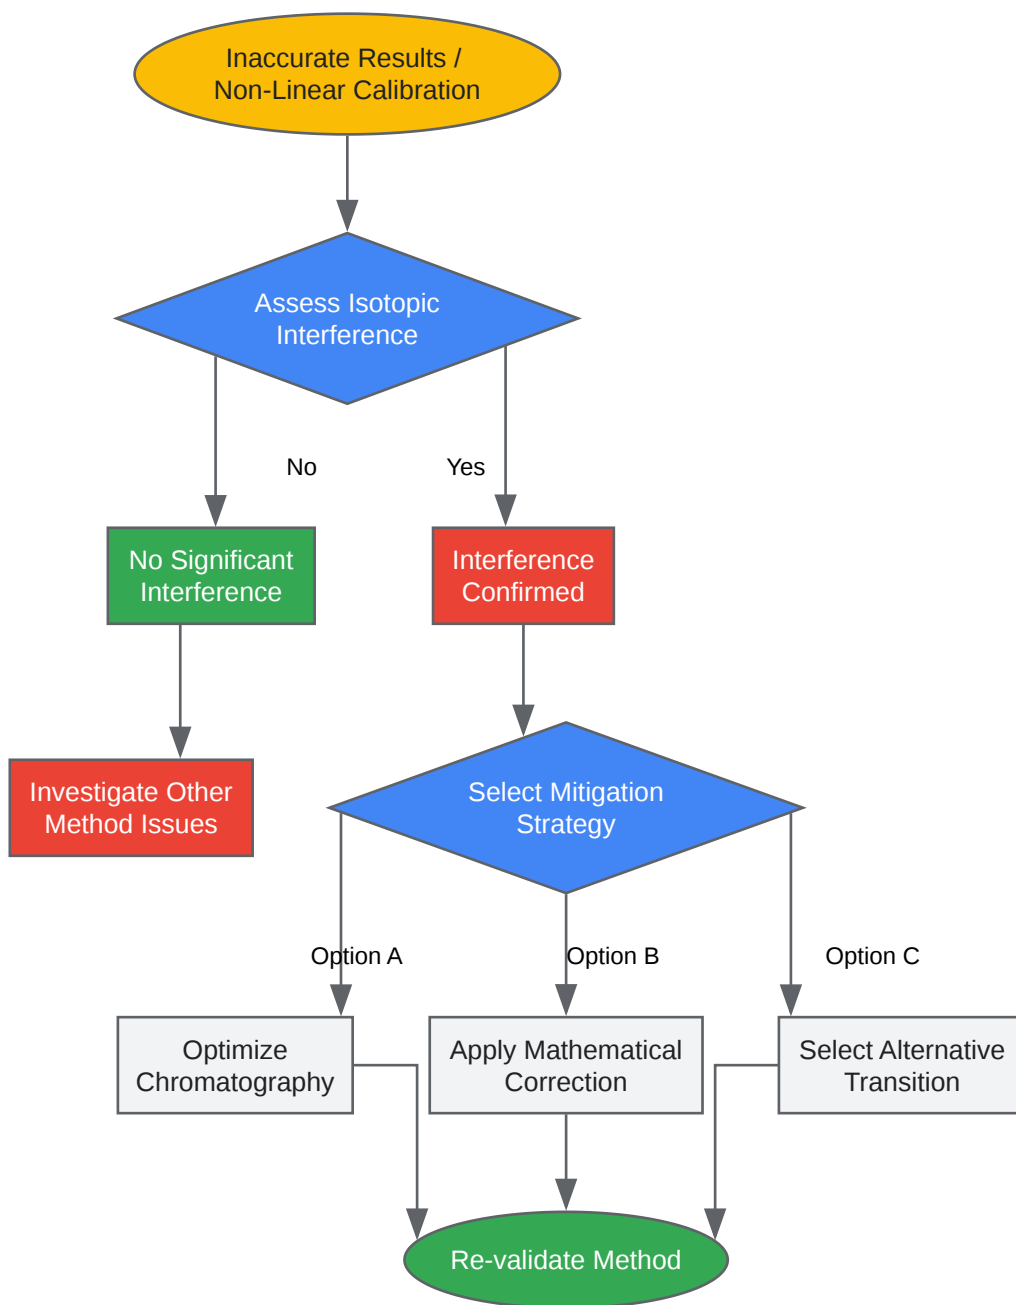 Inaccurate Results /
Non-Linear Calibration
Assess Isotopic
Interference
No
Yes
No Significant
Interference
Interference
Confirmed
Investigate Other
Method Issues
Select Mitigation
Strategy
Option A
Option B
Option C
Optimize
Chromatography
Apply Mathematical
Correction
Select Alternative
Transition
Re-validate Method